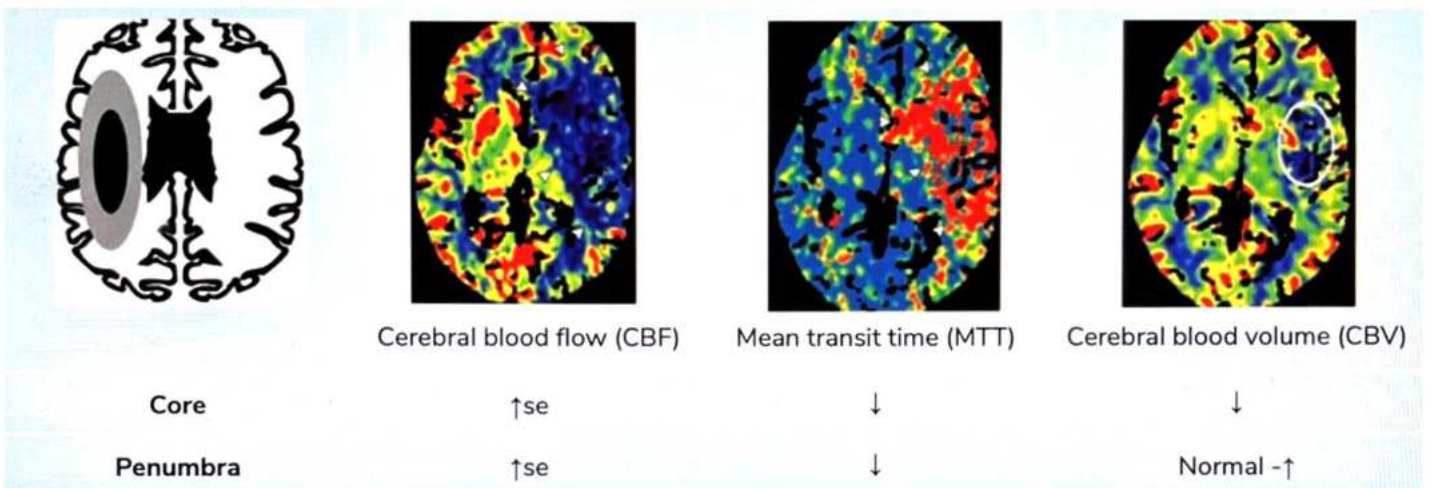 Cerebral blood flow (CBF) Mean transit time (MTT) Cerebral blood volume (CBV)
Core ↑se ↓ ↓
Penumbra ↑se ↓ Normal -↑